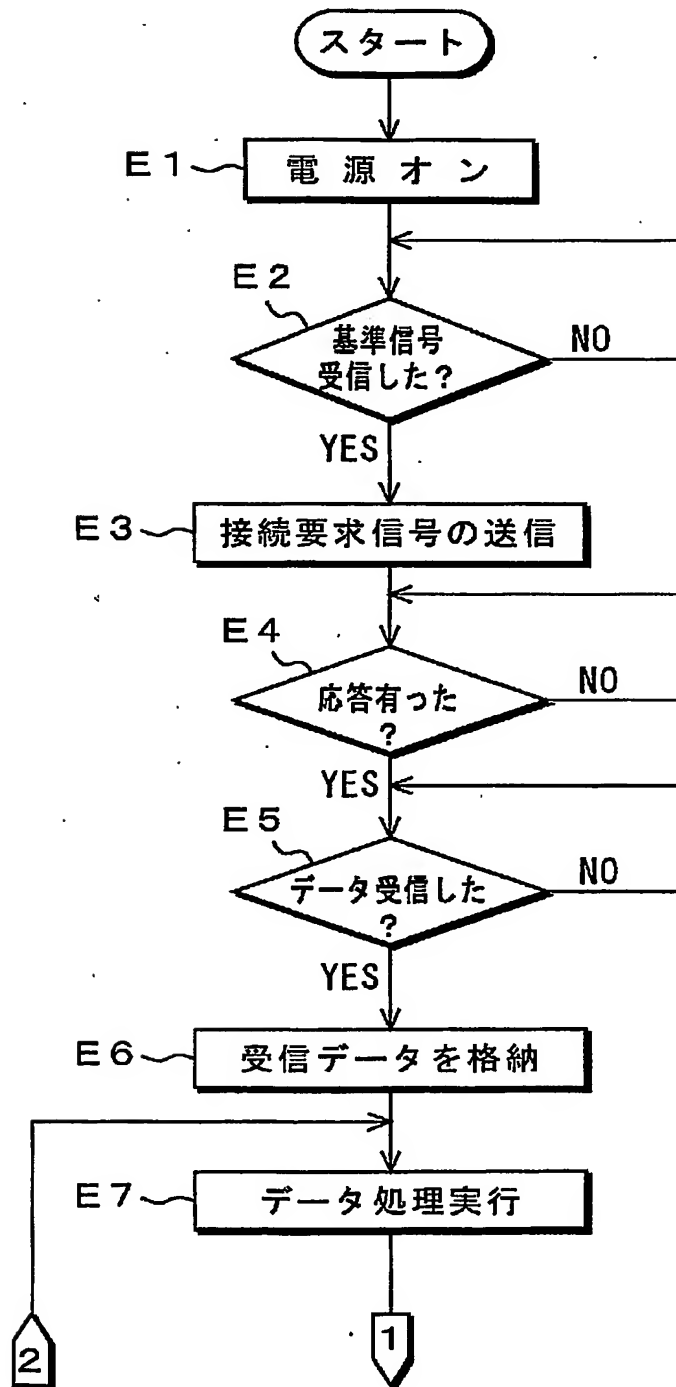 スタート
E1 電源オン
E2
基準信号
受信した?
NO
YES
E3 接続要求信号の送信
E4
応答有った
?
NO
YES
E5
データ受信した
?
NO
YES
E6 受信データを格納
E7 データ処理実行
2
1